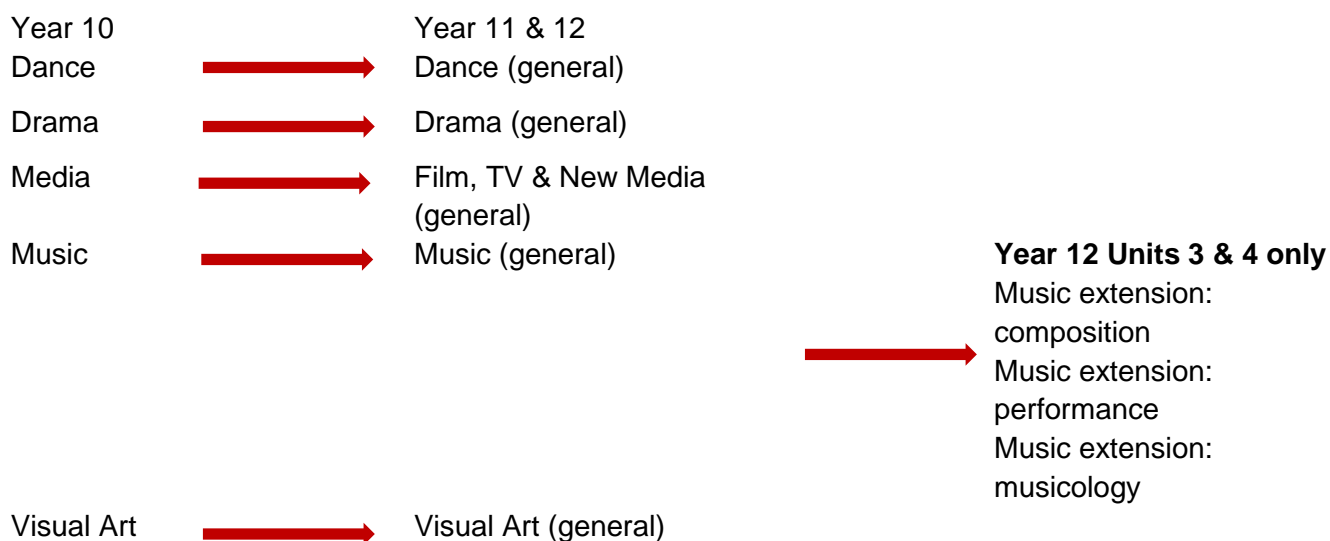 Year 10 Year 11 & 12
Dance Dance (general)
Drama Drama (general)
Media Film, TV & New Media
(general)
Music Music (general) Year 12 Units 3 & 4 only
Music extension:
composition
Music extension:
performance
Music extension:
musicology
Visual Art Visual Art (general)